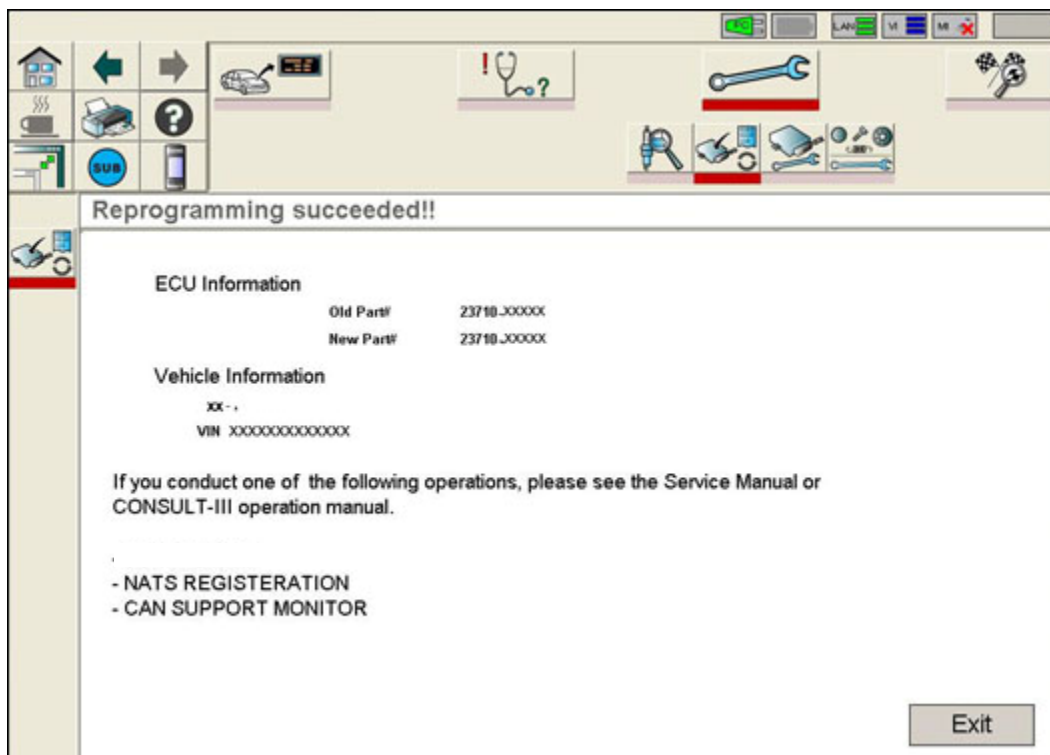 LAN
VI
MI
SUB
Reprogramming succeeded!!
ECU Information
Old Part# 23710-XXXXX
New Part# 23710-XXXXX
Vehicle Information
XX-.
VIN XXXXXXXXXXXXX
If you conduct one of the following operations, please see the Service Manual or
CONSULT-III operation manual.
- NATS REGISTERATION
- CAN SUPPORT MONITOR
Exit